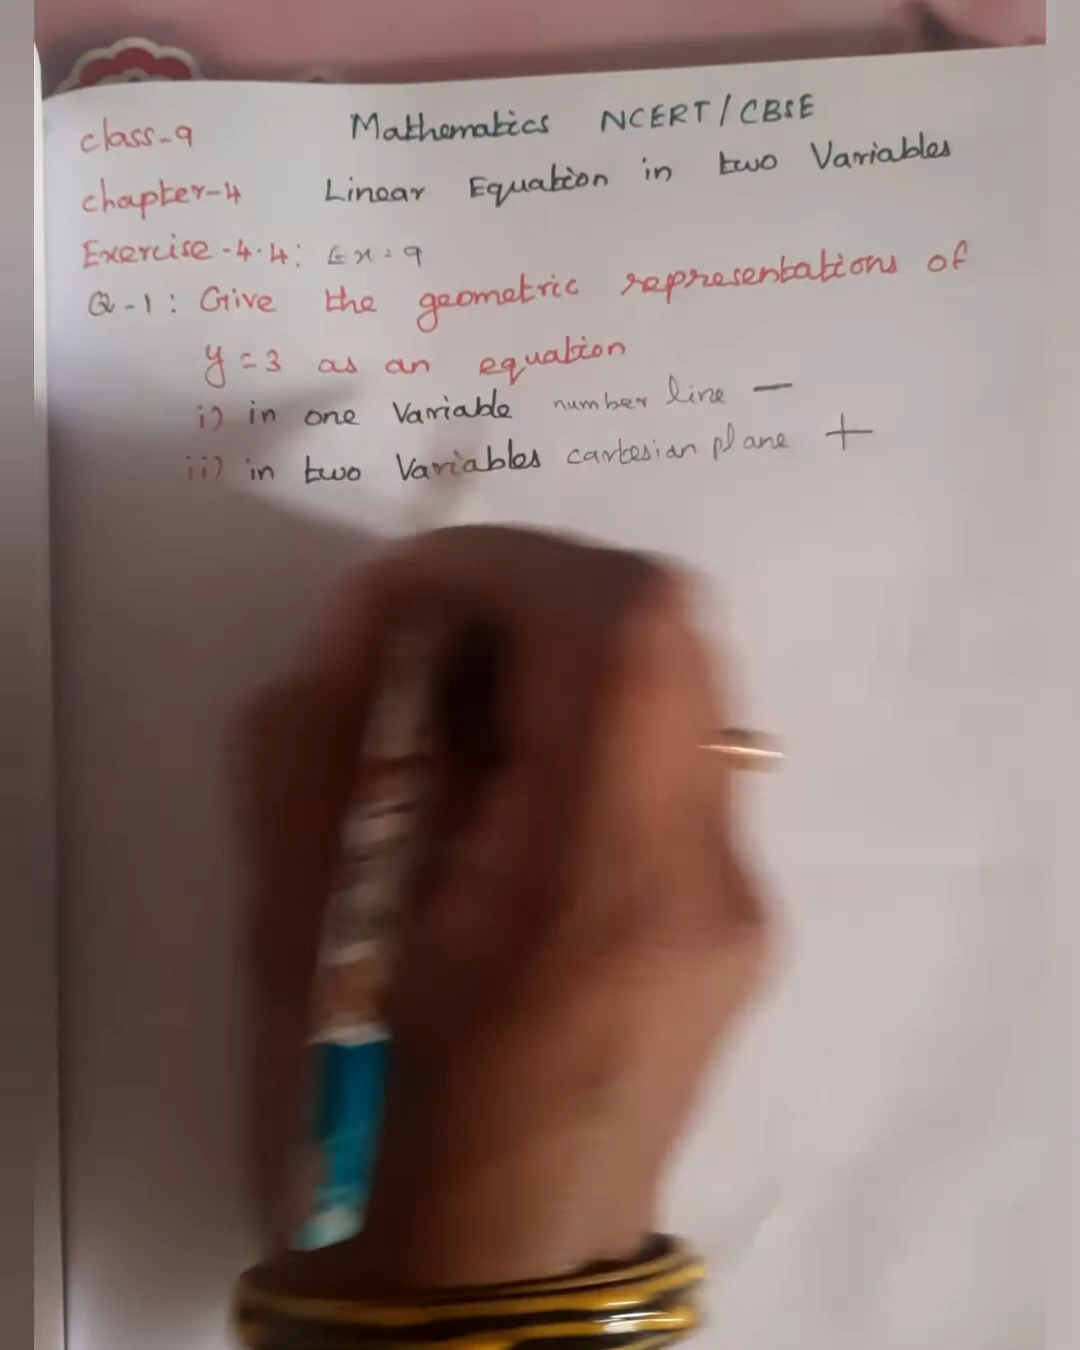 class-9 Mathematics NCERT/CBSE
chapter-4 Linear Equation in two Variables
Exercise-4.4: Ex:9
Q-1: Give the geometric representations of
y=3 as an equation
i) in one Variable number line —
ii) in two Variables cartesian plane +